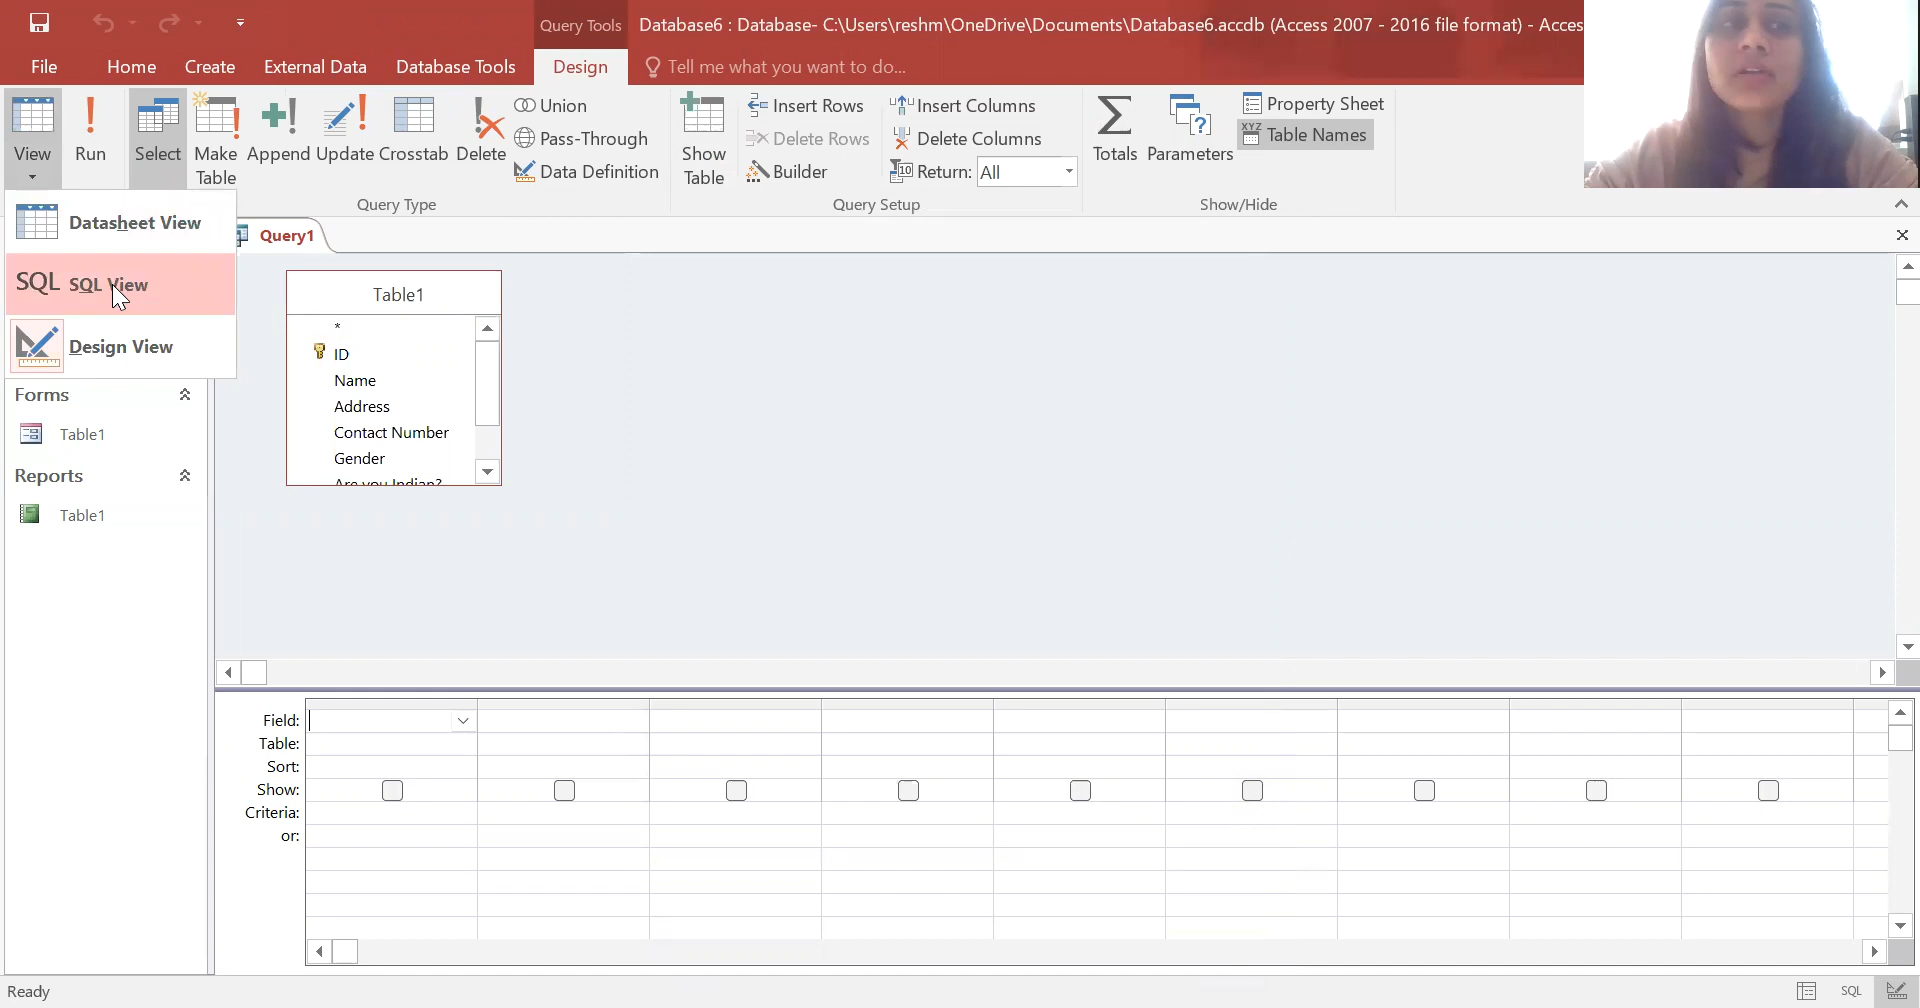 Query Tools
Database6 : Database- C:\Users\reshm\OneDrive\Documents\Database6.accdb (Access 2007 - 2016 file format) - Acces
File
Home
Create
External Data
Database Tools
Design
Tell me what you want to do...
View
Run
Select
Make
Table
Append
Update
Crosstab
Delete
Union
Pass-Through
Data Definition
Show
Table
Insert Rows
Delete Rows
Builder
Insert Columns
Delete Columns
10 Return: All
Totals
Parameters
Property Sheet
XYZ Table Names
Query Type
Query Setup
Show/Hide
Datasheet View
SQL SQL View
Design View
Query1
Forms
Table1
Reports
Table1
Table1
*
ID
Name
Address
Contact Number
Gender
Are you Indian?
Field:
Table:
Sort:
Show:
Criteria:
or:
Ready
SQL